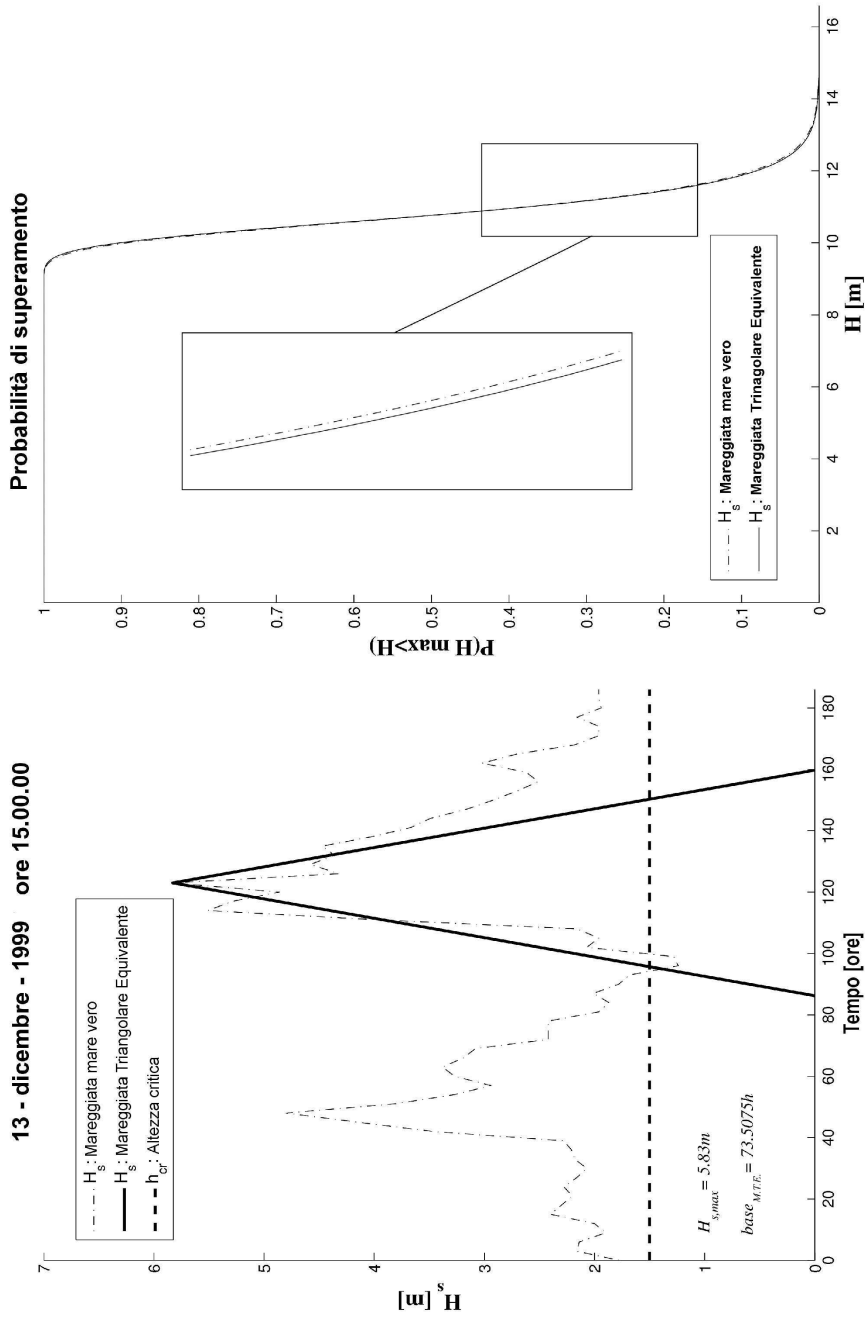 13 - dicembre - 1999 ore 15.00.00
H_s: Mareggiata mare vero
H_s: Mareggiata Triangolare Equivalente
h_cr: Altezza critica
H_s [m]
7
6
5
4
3
2
1
0
H_s,max = 5.83m
base_M.T.E. = 73.5075h
0
20
40
60
80
100
120
140
160
180
Tempo [ore]
Probabilità di superamento
P(H max>H)
1
0.9
0.8
0.7
0.6
0.5
0.4
0.3
0.2
0.1
0
H_s: Mareggiata mare vero
H_s: Mareggiata Trinagolare Equivalente
2
4
6
8
10
12
14
16
H [m]